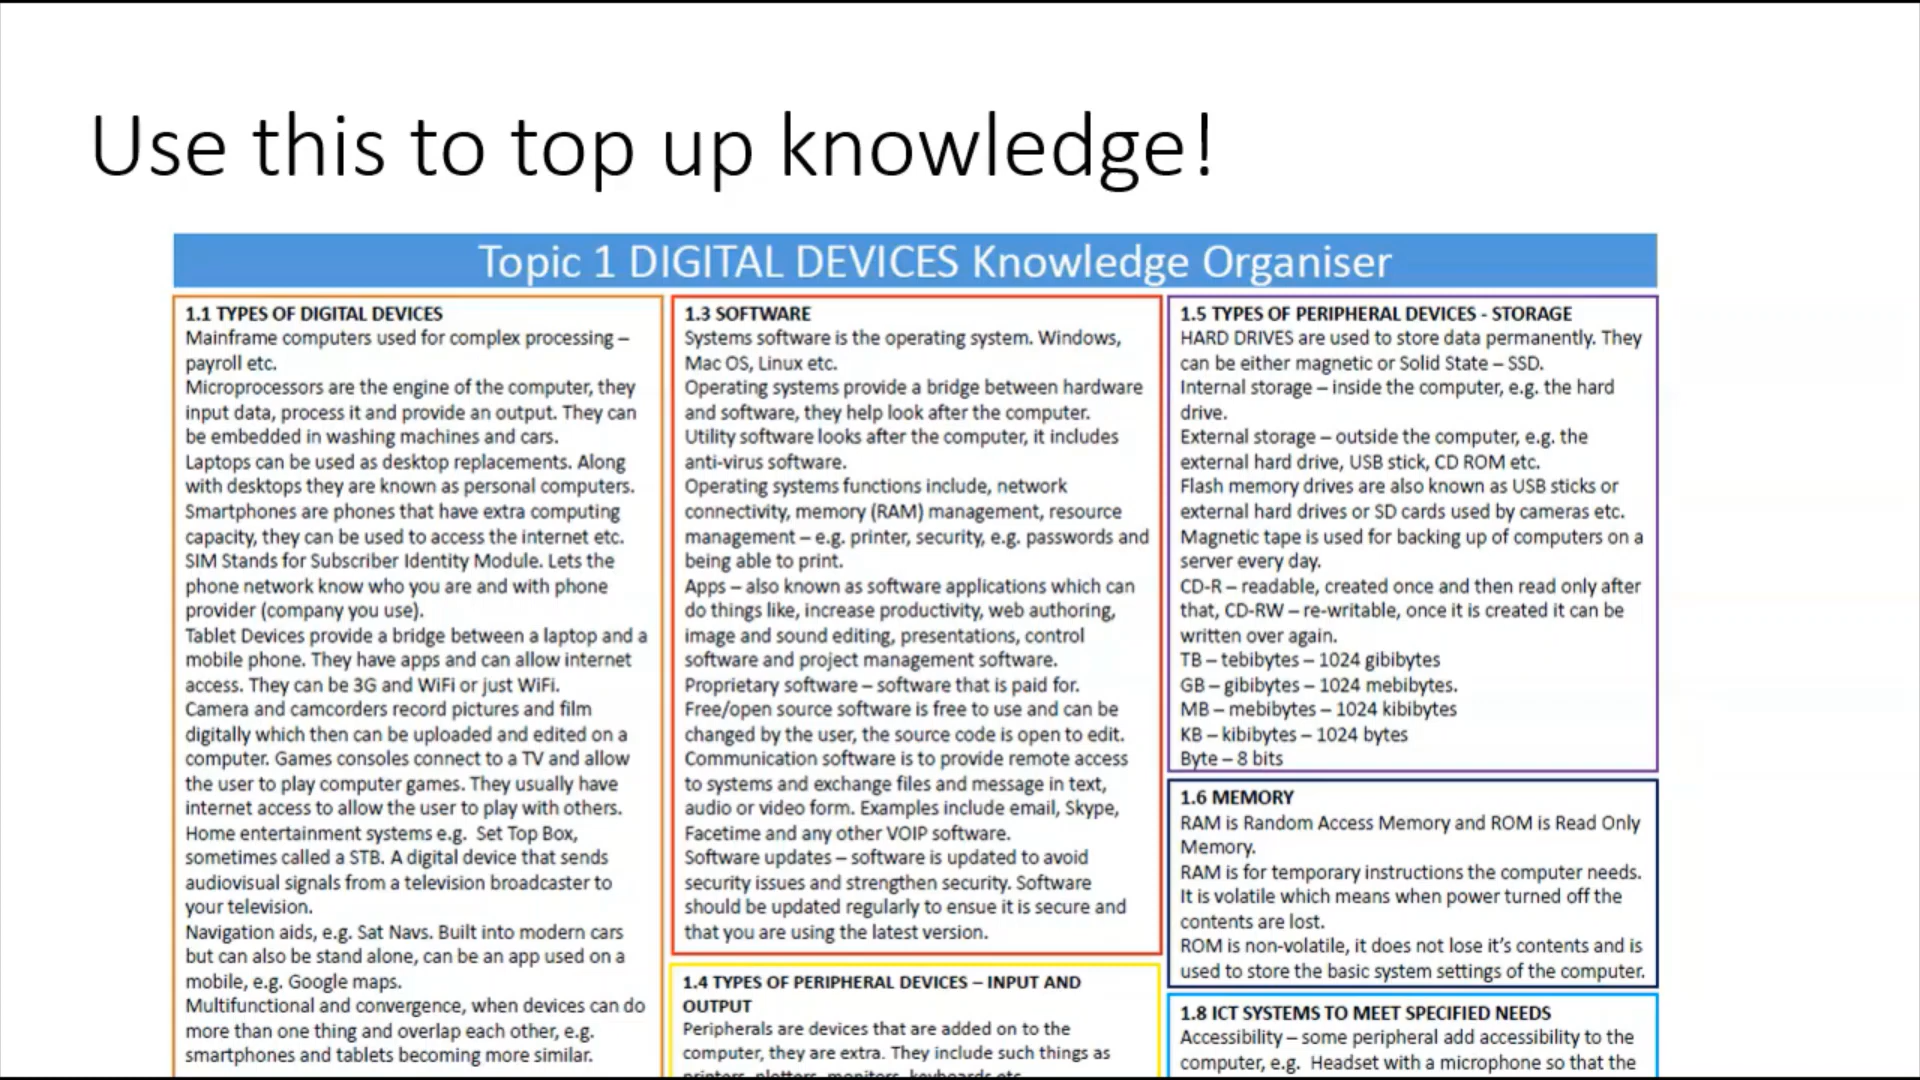 Use this to top up knowledge!
Topic 1 DIGITAL DEVICES Knowledge Organiser
1.1 TYPES OF DIGITAL DEVICES
Mainframe computers used for complex processing –
payroll etc.
Microprocessors are the engine of the computer, they
input data, process it and provide an output. They can
be embedded in washing machines and cars.
Laptops can be used as desktop replacements. Along
with desktops they are known as personal computers.
Smartphones are phones that have extra computing
capacity, they can be used to access the internet etc.
SIM Stands for Subscriber Identity Module. Lets the
phone network know who you are and with phone
provider (company you use).
Tablet Devices provide a bridge between a laptop and a
mobile phone. They have apps and can allow internet
access. They can be 3G and WiFi or just WiFi.
Camera and camcorders record pictures and film
digitally which then can be uploaded and edited on a
computer. Games consoles connect to a TV and allow
the user to play computer games. They usually have
internet access to allow the user to play with others.
Home entertainment systems e.g. Set Top Box,
sometimes called a STB. A digital device that sends
audiovisual signals from a television broadcaster to
your television.
Navigation aids, e.g. Sat Navs. Built into modern cars
but can also be stand alone, can be an app used on a
mobile, e.g. Google maps.
Multifunctional and convergence, when devices can do
more than one thing and overlap each other, e.g.
smartphones and tablets becoming more similar.
1.3 SOFTWARE
Systems software is the operating system. Windows,
Mac OS, Linux etc.
Operating systems provide a bridge between hardware
and software, they help look after the computer.
Utility software looks after the computer, it includes
anti-virus software.
Operating systems functions include, network
connectivity, memory (RAM) management, resource
management – e.g. printer, security, e.g. passwords and
being able to print.
Apps – also known as software applications which can
do things like, increase productivity, web authoring,
image and sound editing, presentations, control
software and project management software.
Proprietary software – software that is paid for.
Free/open source software is free to use and can be
changed by the user, the source code is open to edit.
Communication software is to provide remote access
to systems and exchange files and message in text,
audio or video form. Examples include email, Skype,
Facetime and any other VOIP software.
Software updates – software is updated to avoid
security issues and strengthen security. Software
should be updated regularly to ensue it is secure and
that you are using the latest version.
1.4 TYPES OF PERIPHERAL DEVICES – INPUT AND
OUTPUT
Peripherals are devices that are added on to the
computer, they are extra. They include such things as
printers, plotters, monitors, keyboards etc.
1.5 TYPES OF PERIPHERAL DEVICES - STORAGE
HARD DRIVES are used to store data permanently. They
can be either magnetic or Solid State – SSD.
Internal storage – inside the computer, e.g. the hard
drive.
External storage – outside the computer, e.g. the
external hard drive, USB stick, CD ROM etc.
Flash memory drives are also known as USB sticks or
external hard drives or SD cards used by cameras etc.
Magnetic tape is used for backing up of computers on a
server every day.
CD-R – readable, created once and then read only after
that, CD-RW – re-writable, once it is created it can be
written over again.
TB – tebibytes – 1024 gibibytes
GB – gibibytes – 1024 mebibytes.
MB – mebibytes – 1024 kibibytes
KB – kibibytes – 1024 bytes
Byte – 8 bits
1.6 MEMORY
RAM is Random Access Memory and ROM is Read Only
Memory.
RAM is for temporary instructions the computer needs.
It is volatile which means when power turned off the
contents are lost.
ROM is non-volatile, it does not lose it’s contents and is
used to store the basic system settings of the computer.
1.8 ICT SYSTEMS TO MEET SPECIFIED NEEDS
Accessibility – some peripheral add accessibility to the
computer, e.g. Headset with a microphone so that the